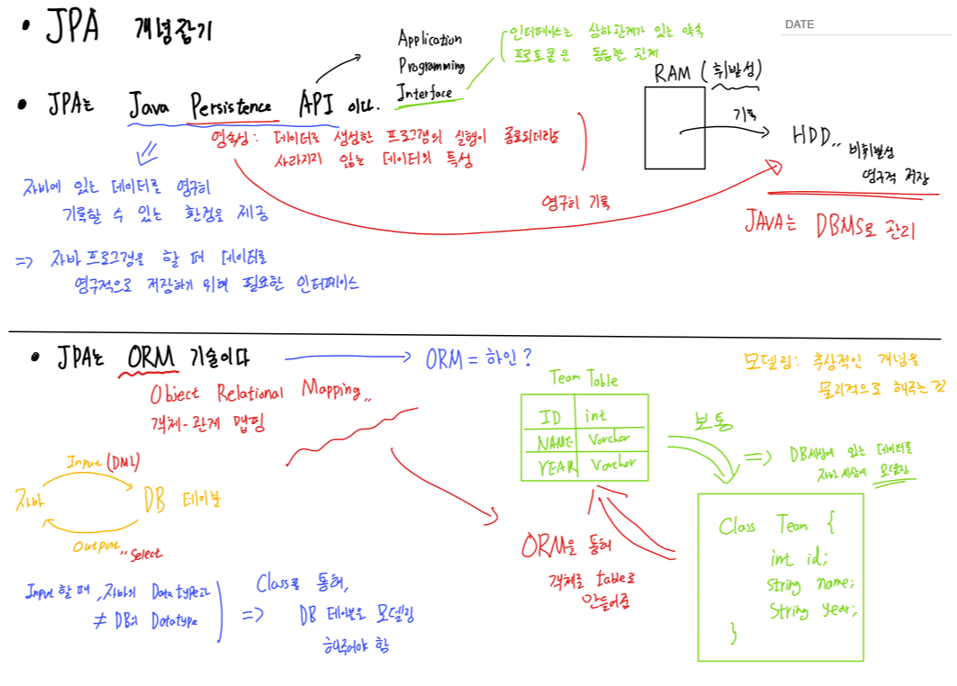 • JPA 개념잡기
DATE
Application
Programming
Interface
인터페이스는 상하관계가 있는 약속
프로토콜은 동등한 관계
• JPA는 Java Persistence API 이다.
영속성: 데이터를 생성한 프로그램의 실행이 종료되더라도
사라지지 않는 데이터의 특성
RAM (휘발성)
기록
HDD.. 비휘발성
영구적 저장
영구히 기록
JAVA는 DBMS로 관리
자바에 있는 데이터를 영구히
기록할 수 있는 환경을 제공
=> 자바 프로그램을 할 때 데이터를
영구적으로 저장하기 위해 필요한 인터페이스
• JPA는 ORM 기술이다
ORM = 하인?
모델링: 추상적인 개념을
물리적으로 해주는 것
Object Relational Mapping..
객체-관계 맵핑
Team Table
ID int
NAME Varchar
YEAR Varchar
보통
=> DB세상에 있는 데이터를
자바 세상에 모델링
Input (DML)
자바 DB 테이블
Output.. Select
ORM을 통해
객체를 table로
만들어줌
Class Team {
int id;
String name;
String year;
}
Input 할 때, 자바의 Data type과
≠ DB의 Datatype
=> Class를 통해,
DB 테이블을 모델링
해주어야 함